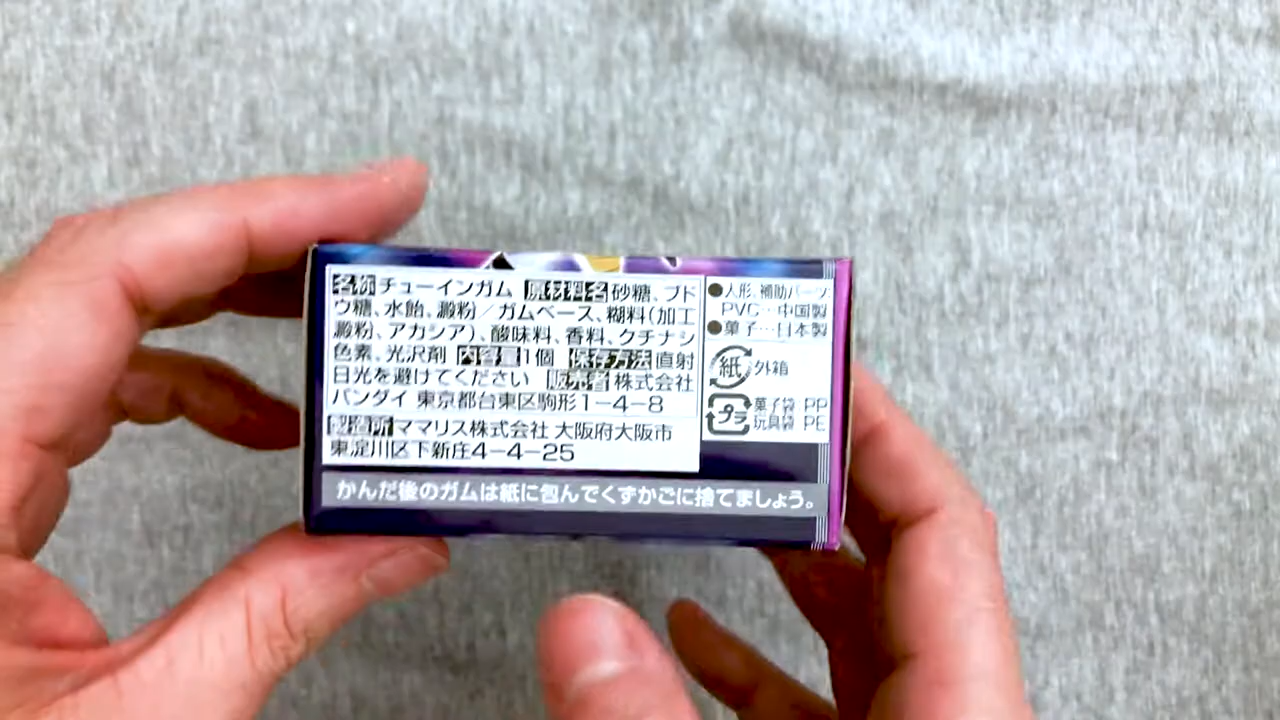 名称 チューインガム 原材料名 砂糖、ブド
ウ糖、水飴、澱粉／ガムベース、糊料(加工
澱粉、アカシア)、酸味料、香料、クチナシ
色素、光沢剤 内容量 1個 保存方法 直射
日光を避けてください 販売者 株式会社
バンダイ 東京都台東区駒形1－4－8
製造所 ママリス株式会社 大阪府大阪市
東淀川区下新庄4－4－25
●人形、補助パーツ:
PVC…中国製
●菓子…日本製
紙 外箱
プラ 菓子袋 PP
玩具袋 PE
かんだ後のガムは紙に包んでくずかごに捨てましょう。